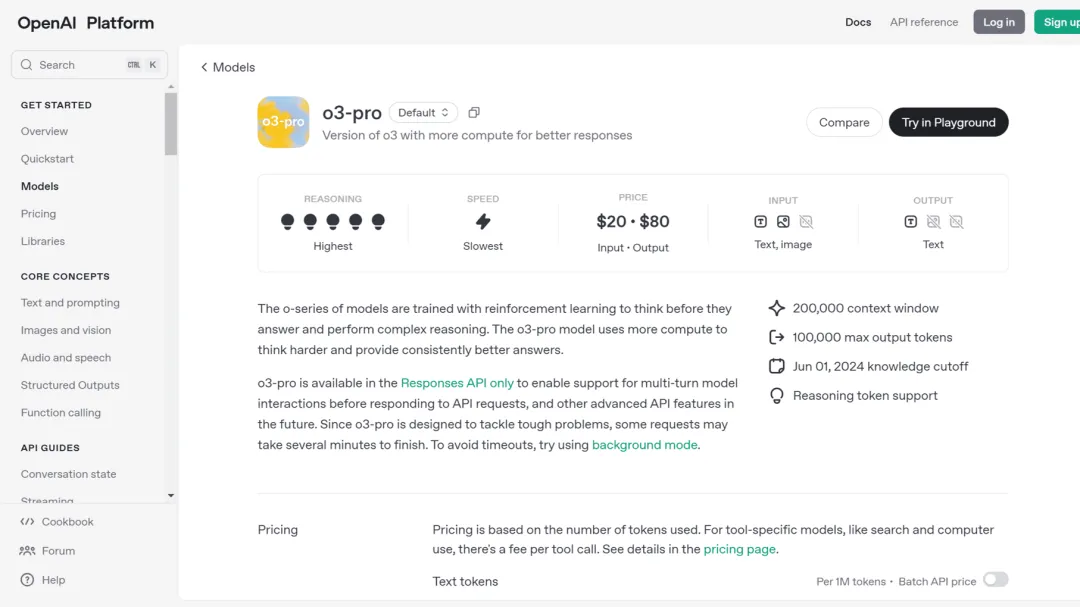 OpenAI Platform
Docs
API reference
Log in
Sign up
Search
CTRL K
GET STARTED
Overview
Quickstart
Models
Pricing
Libraries
CORE CONCEPTS
Text and prompting
Images and vision
Audio and speech
Structured Outputs
Function calling
API GUIDES
Conversation state
Streaming
Cookbook
Forum
Help
Models
o3-pro
o3-pro
Default
Version of o3 with more compute for better responses
Compare
Try in Playground
REASONING
Highest
SPEED
Slowest
PRICE
$20 • $80
Input • Output
INPUT
Text, image
OUTPUT
Text
The o-series of models are trained with reinforcement learning to think before they
answer and perform complex reasoning. The o3-pro model uses more compute to
think harder and provide consistently better answers.
o3-pro is available in the Responses API only to enable support for multi-turn model
interactions before responding to API requests, and other advanced API features in
the future. Since o3-pro is designed to tackle tough problems, some requests may
take several minutes to finish. To avoid timeouts, try using background mode.
200,000 context window
100,000 max output tokens
Jun 01, 2024 knowledge cutoff
Reasoning token support
Pricing
Pricing is based on the number of tokens used. For tool-specific models, like search and computer
use, there's a fee per tool call. See details in the pricing page.
Text tokens
Per 1M tokens • Batch API price